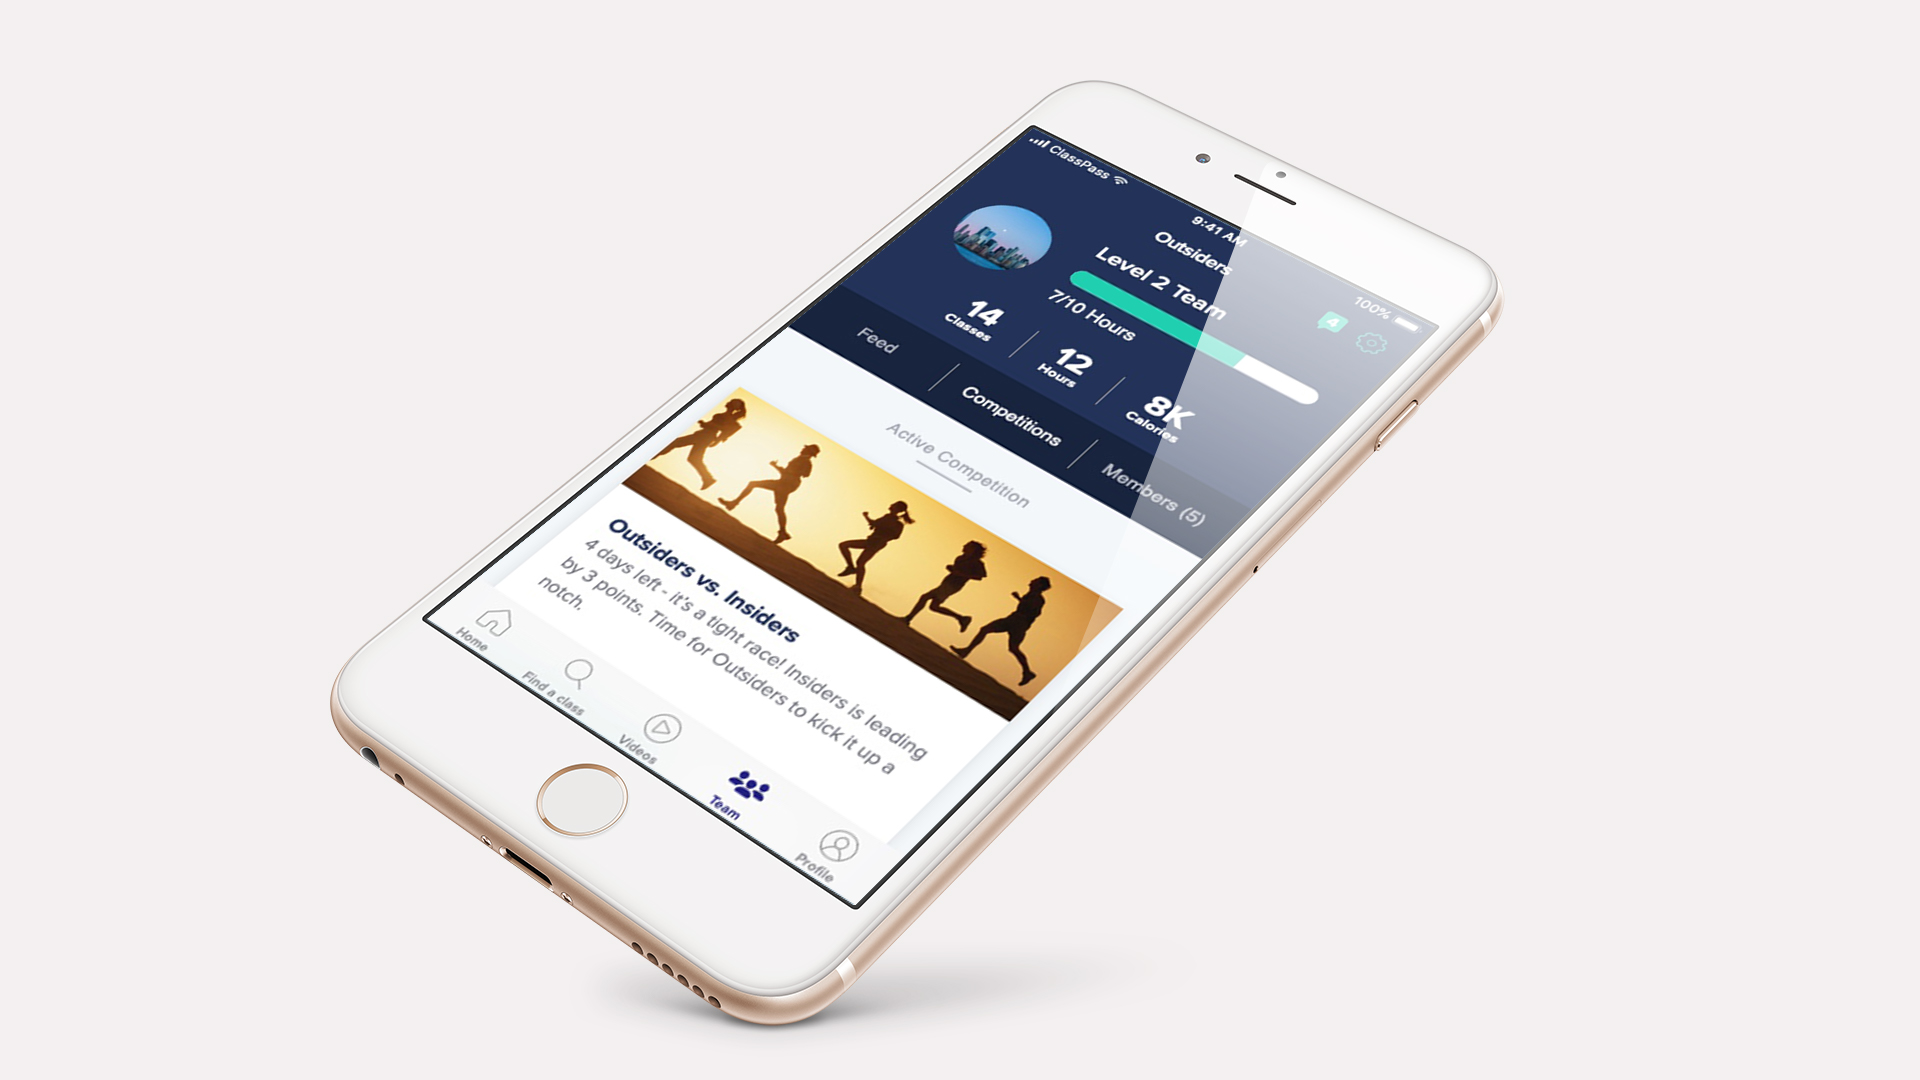 ClassPass
9:41 AM
100%
Outsiders
4
Level 2 Team
7/10 Hours
14
Classes
12
Hours
8K
Calories
Feed
Competitions
Members (5)
Active Competition
Outsiders vs. Insiders
4 days left - it's a tight race! Insiders is leading
by 3 points. Time for Outsiders to kick it up a
notch.
Home
Find a class
Videos
Team
Profile